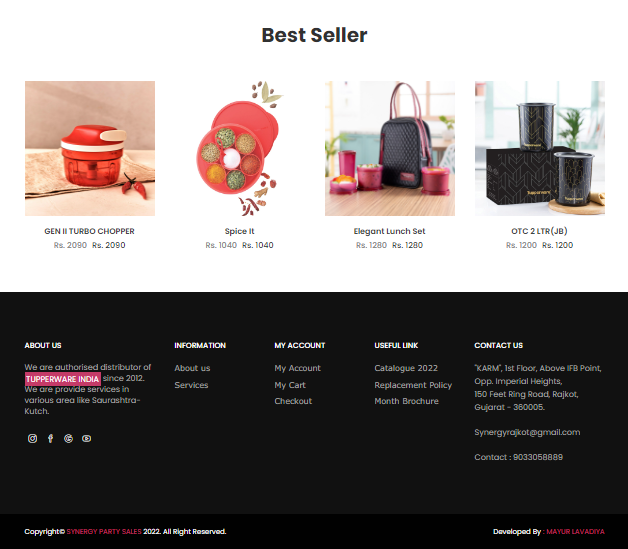 Best Seller
GEN II TURBO CHOPPER
Rs. 2090 Rs. 2090
Spice It
Rs. 1040 Rs. 1040
Elegant Lunch Set
Rs. 1280 Rs. 1280
Tupperware
Tupperware
OTC 2 LTR(JB)
Rs. 1200 Rs. 1200
ABOUT US
We are authorised distributor of
TUPPERWARE INDIA since 2012.
We are provide services in
various area like Saurashtra-
Kutch.
INFORMATION
About us
Services
MY ACCOUNT
My Account
My Cart
Checkout
USEFUL LINK
Catalogue 2022
Replacement Policy
Month Brochure
CONTACT US
"KARM", 1st Floor, Above IFB Point,
Opp. Imperial Heights,
150 Feet Ring Road, Rajkot,
Gujarat - 360005.
Synergyrajkot@gmail.com
Contact : 9033058889
Copyright© SYNERGY PARTY SALES 2022. All Right Reserved.
Developed By : MAYUR LAVADIYA